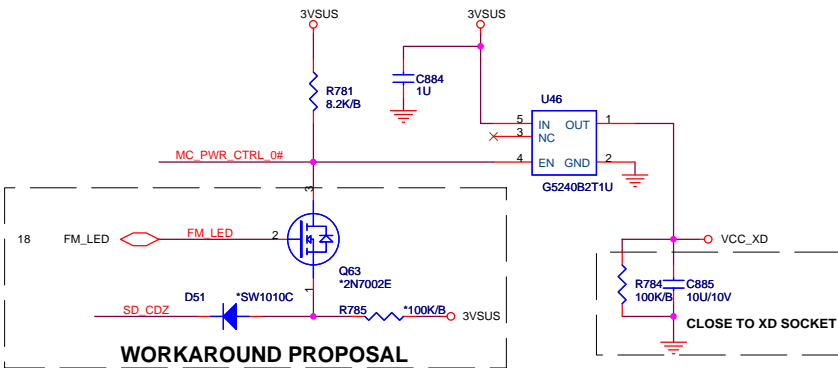 3VSUS
3VSUS
R781
8.2K/B
C884
1U
U46
5 IN OUT 1
3 NC
4 EN GND 2
G5240B2T1U
MC_PWR_CTRL_0#
3
18 FM_LED FM_LED 2
Q63
*2N7002E
1
SD_CDZ D51 *SW1010C
R785 *100K/B 3VSUS
WORKAROUND PROPOSAL
VCC_XD
R784
100K/B
C885
10U/10V
CLOSE TO XD SOCKET